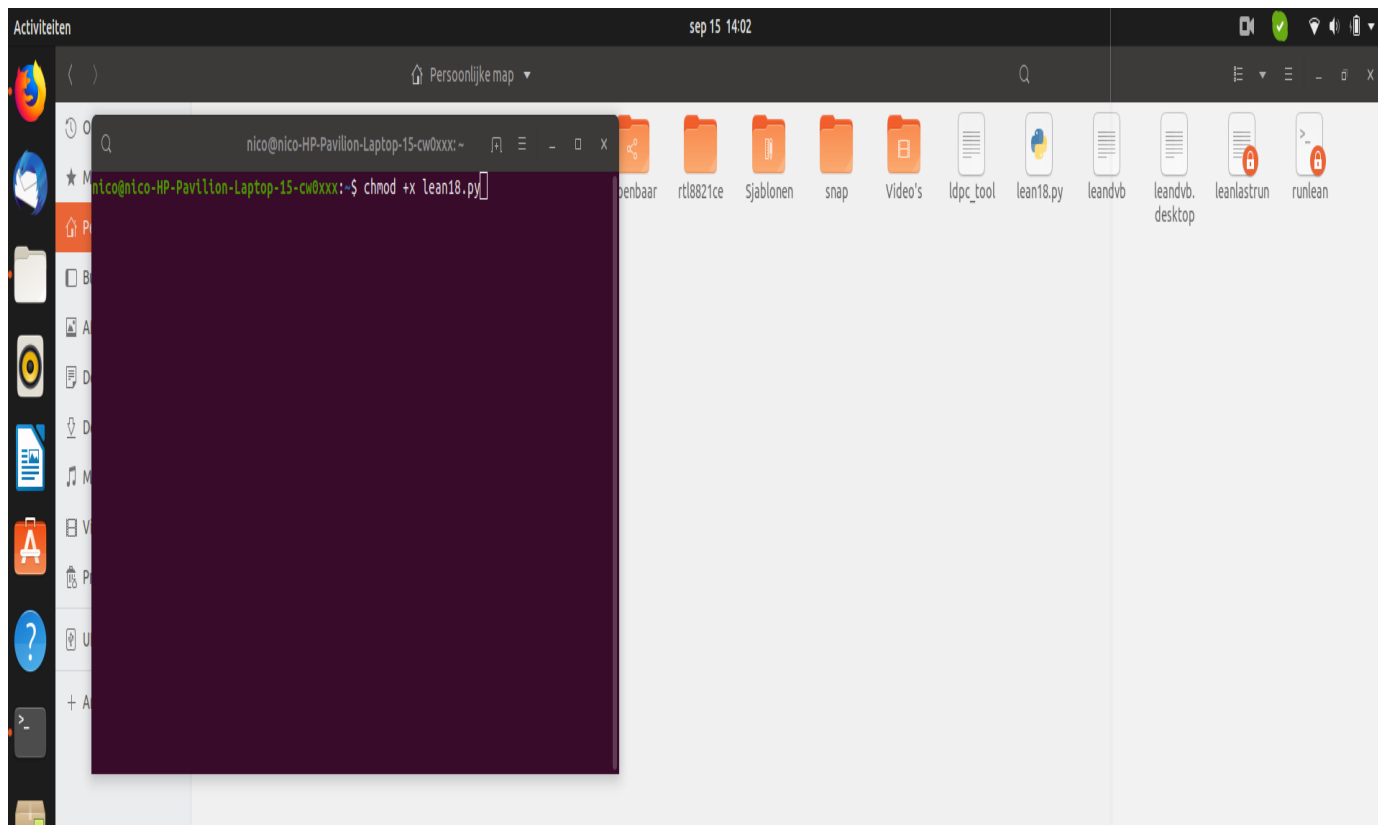 Activiteiten
sep 15 14:02
Persoonlijke map
nico@nico-HP-Pavilion-Laptop-15-cw0xxx: ~
nico@nico-HP-Pavilion-Laptop-15-cw0xxx:~$ chmod +x lean18.py
penbaar
rtl8821ce
Sjablonen
snap
Video's
ldpc_tool
lean18.py
leandvb
leandvb.
desktop
leanlastrun
runlean